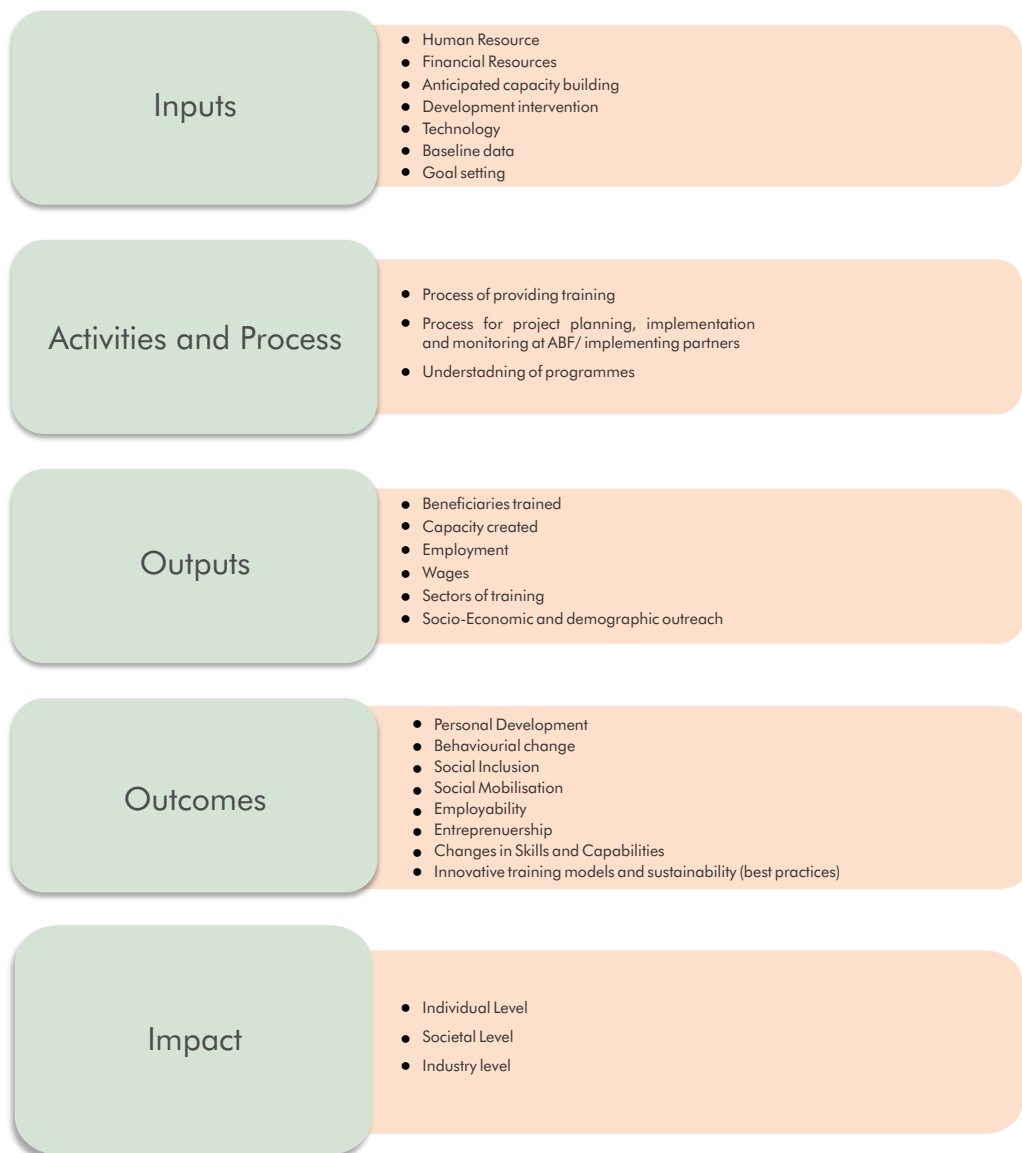 Inputs
● Human Resource
● Financial Resources
● Anticipated capacity building
● Development intervention
● Technology
● Baseline data
● Goal setting
Activities and Process
● Process of providing training
● Process for project planning, implementation
and monitoring at ABF/ implementing partners
● Understadning of programmes
Outputs
● Beneficiaries trained
● Capacity created
● Employment
● Wages
● Sectors of training
● Socio-Economic and demographic outreach
Outcomes
● Personal Development
● Behaviourial change
● Social Inclusion
● Social Mobilisation
● Employability
● Entreprenuership
● Changes in Skills and Capabilities
● Innovative training models and sustainability (best practices)
Impact
● Individual Level
● Societal Level
● Industry level